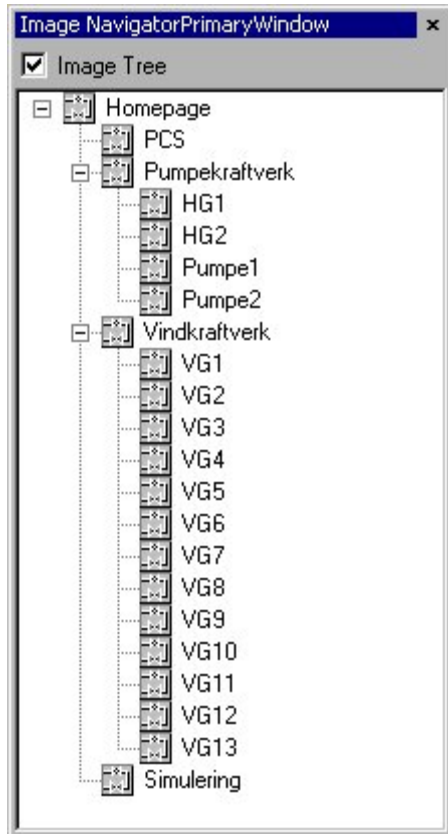 Image NavigatorPrimaryWindow
Image Tree
Homepage
PCS
Pumpekraftverk
HG1
HG2
Pumpe1
Pumpe2
Vindkraftverk
VG1
VG2
VG3
VG4
VG5
VG6
VG7
VG8
VG9
VG10
VG11
VG12
VG13
Simulering